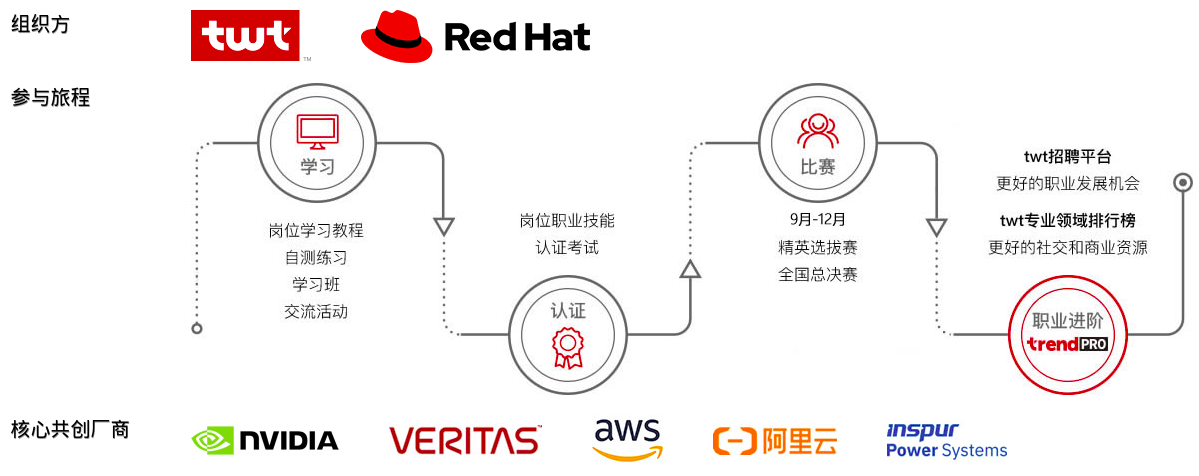 组织方
twt TM
Red Hat
参与旅程
学习
岗位学习教程
自测练习
学习班
交流活动
岗位职业技能
认证考试
认证
比赛
9月-12月
精英选拔赛
全国总决赛
twt招聘平台
更好的职业发展机会
twt专业领域排行榜
更好的社交和商业资源
职业进阶
trend PRO
核心共创厂商
NVIDIA
VERITAS™
aws
阿里云
inspur
Power Systems